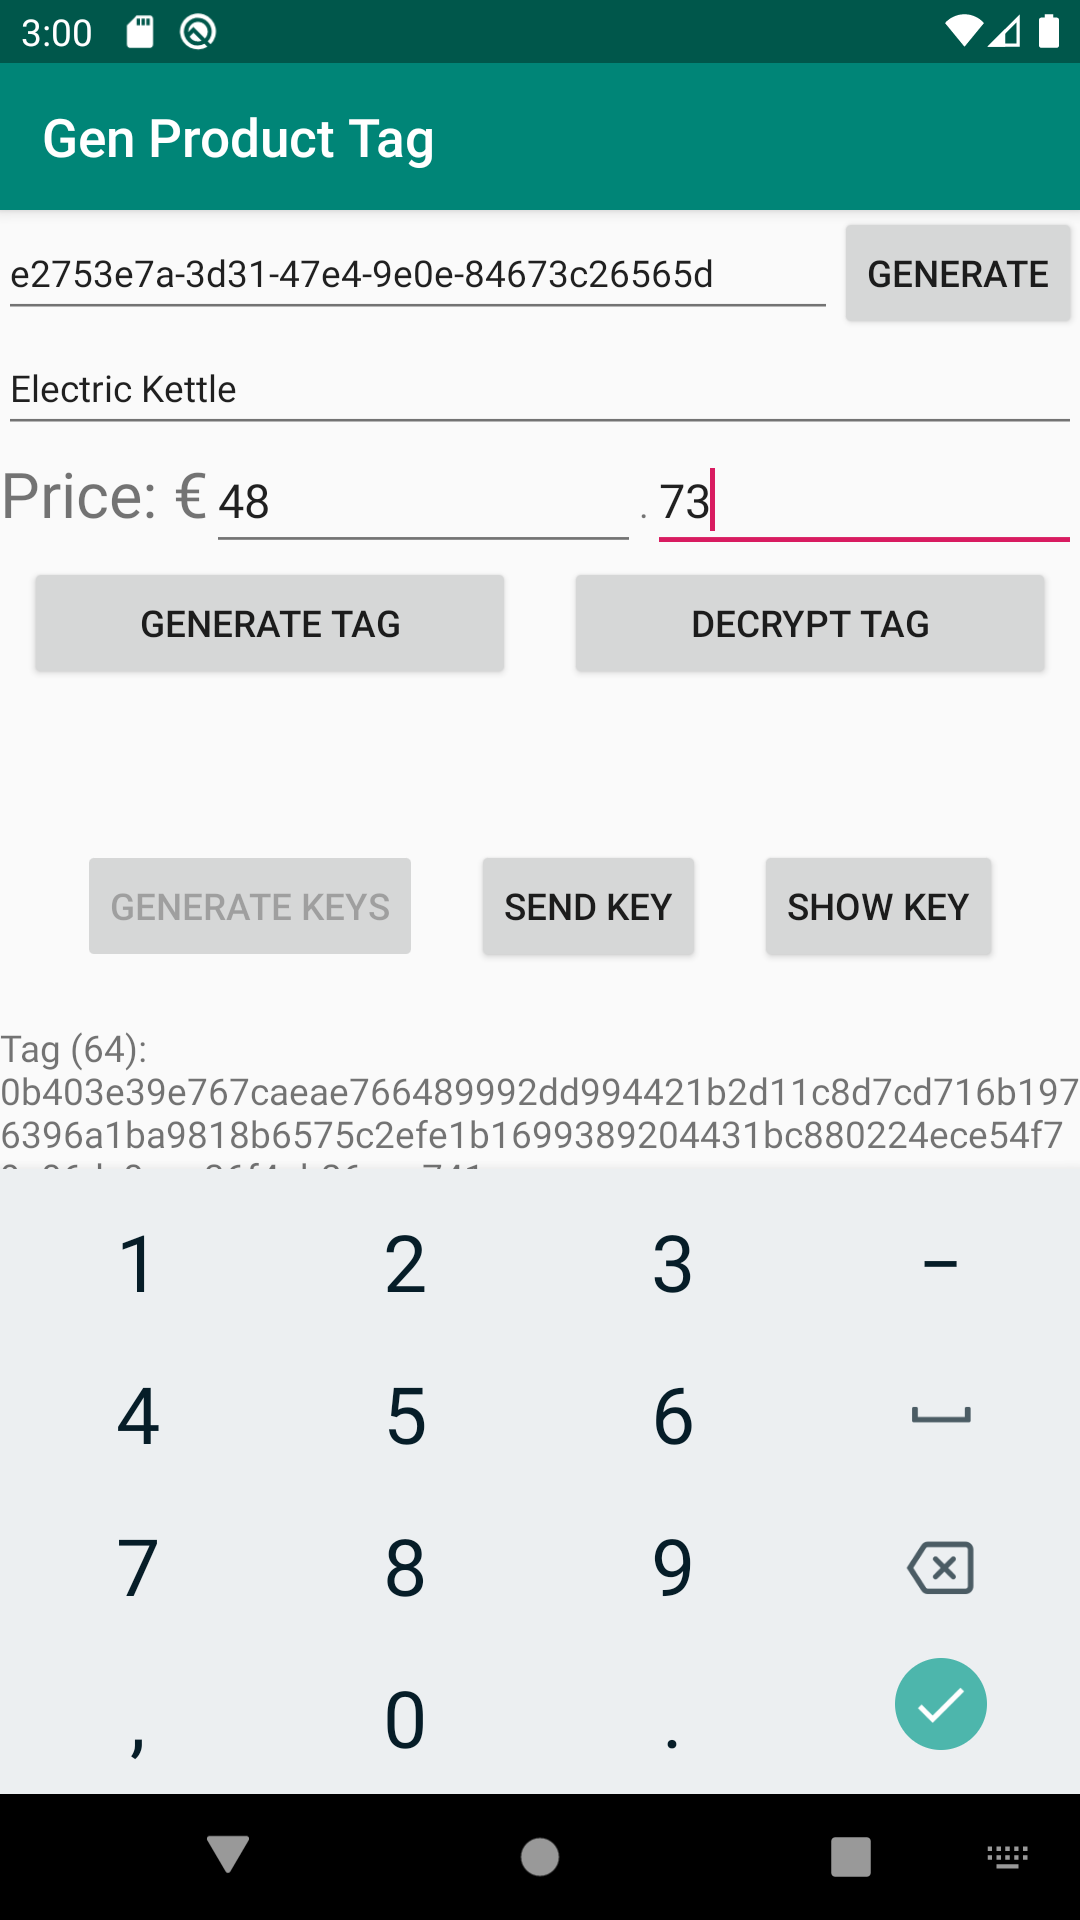 3:00
Gen Product Tag
e2753e7a-3d31-47e4-9e0e-84673c26565d GENERATE
Electric Kettle
Price: € 48 . 73
GENERATE TAG DECRYPT TAG
GENERATE KEYS SEND KEY SHOW KEY
Tag (64):
0b403e39e767caeae766489992dd994421b2d11c8d7cd716b197
6396a1ba9818b6575c2efe1b1699389204431bc880224ece54f7
1 2 3 –
4 5 6
7 8 9
, 0 .